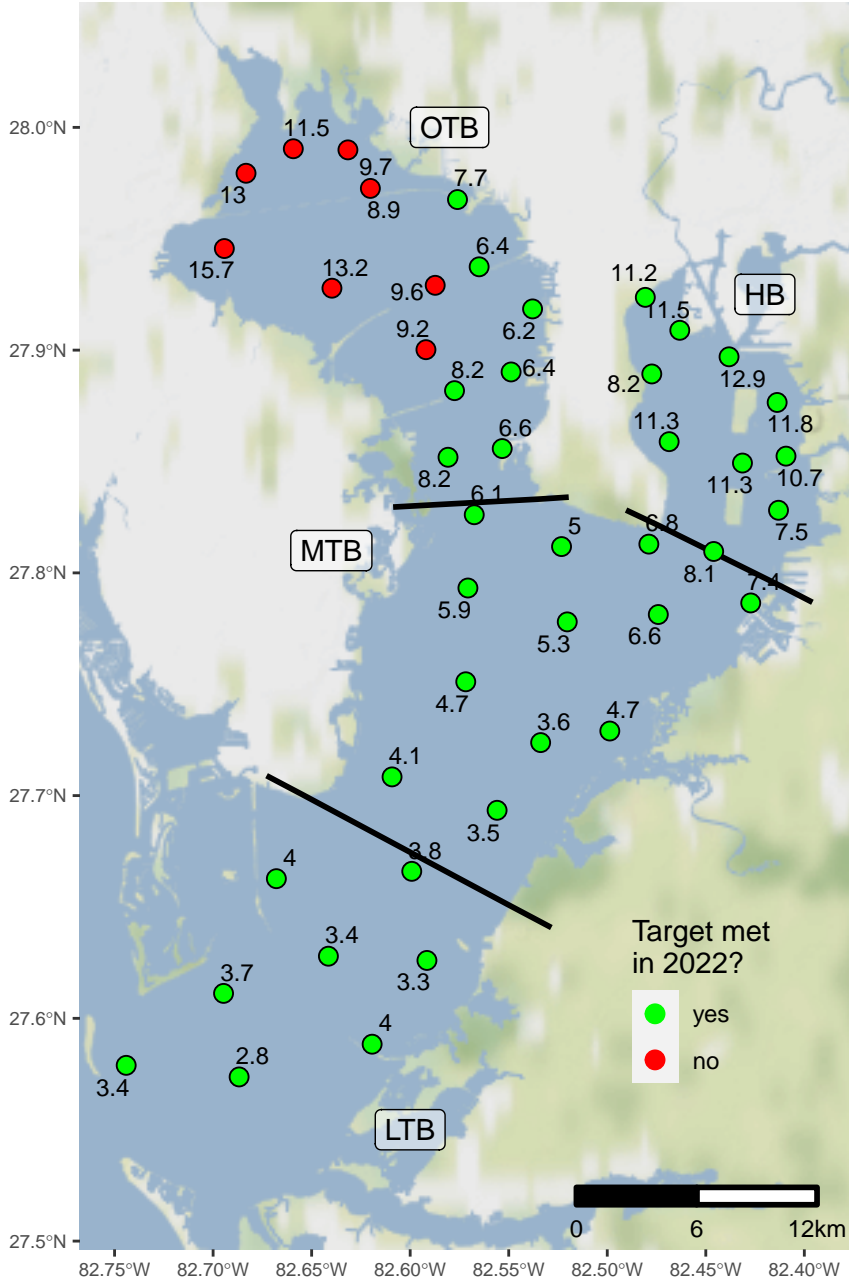 28.0°N
27.9°N
27.8°N
27.7°N
27.6°N
27.5°N
OTB
11.5
9.7
13
8.9
7.7
15.7
13.2
6.4
9.6
11.2
HB
11.5
6.2
9.2
12.9
8.2
6.4
8.2
11.8
11.3
6.6
8.2
11.3
10.7
6.1
7.5
MTB
5
6.8
8.1
7.4
5.9
5.3
6.6
4.7
3.6
4.7
4.1
3.5
3.8
4
3.4
3.3
3.7
4
3.4
2.8
LTB
Target met
in 2022?
yes
no
0 6 12km
82.75°W 82.70°W 82.65°W 82.60°W 82.55°W 82.50°W 82.45°W 82.40°W